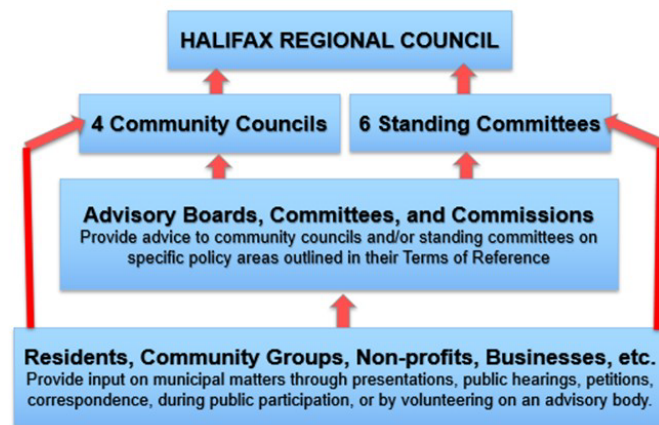 HALIFAX REGIONAL COUNCIL
4 Community Councils
6 Standing Committees
Advisory Boards, Committees, and Commissions
Provide advice to community councils and/or standing committees on
specific policy areas outlined in their Terms of Reference
Residents, Community Groups, Non-profits, Businesses, etc.
Provide input on municipal matters through presentations, public hearings, petitions,
correspondence, during public participation, or by volunteering on an advisory body.